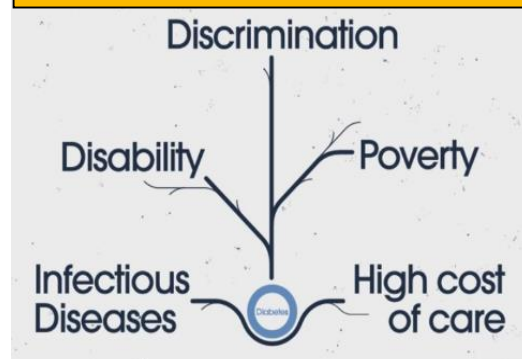 Discrimination
Disability
Poverty
Infectious
Diseases
Diabetes
High cost
of care